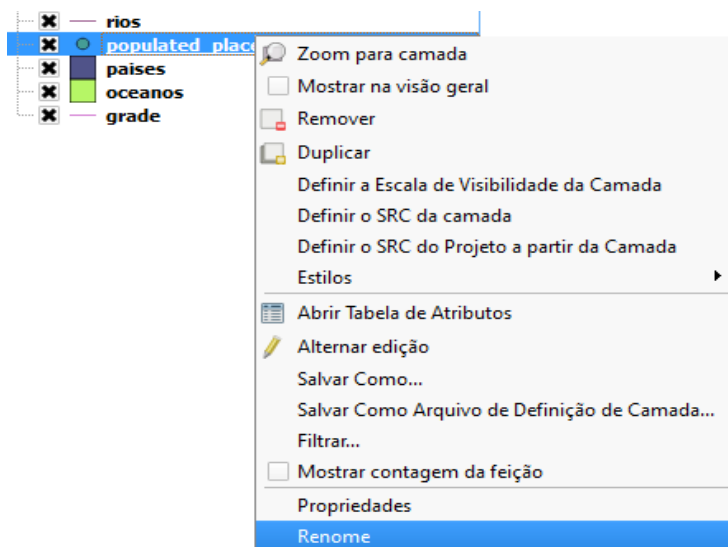 rios
populated_plac
paises
oceanos
grade
Zoom para camada
Mostrar na visão geral
Remover
Duplicar
Definir a Escala de Visibilidade da Camada
Definir o SRC da camada
Definir o SRC do Projeto a partir da Camada
Estilos
Abrir Tabela de Atributos
Alternar edição
Salvar Como...
Salvar Como Arquivo de Definição de Camada...
Filtrar...
Mostrar contagem da feição
Propriedades
Renome